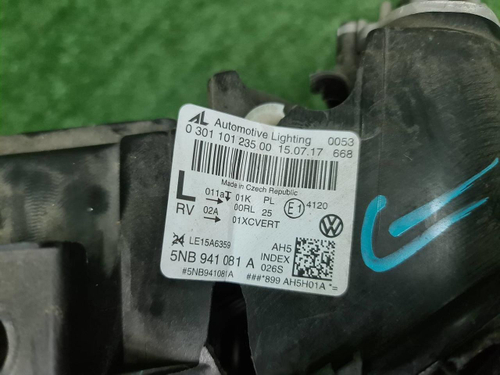 AL Automotive Lighting 0053
0 301 101 235 00 15.07.17 668
Made in Czech Republic
L 011aT 01K PL E1 4120
00RL 25
RV 02A 01XCVERT
LE15A6359 AH5
5NB 941 081 A INDEX
026S
#5NB941081A ###*899 AH5H01A *=